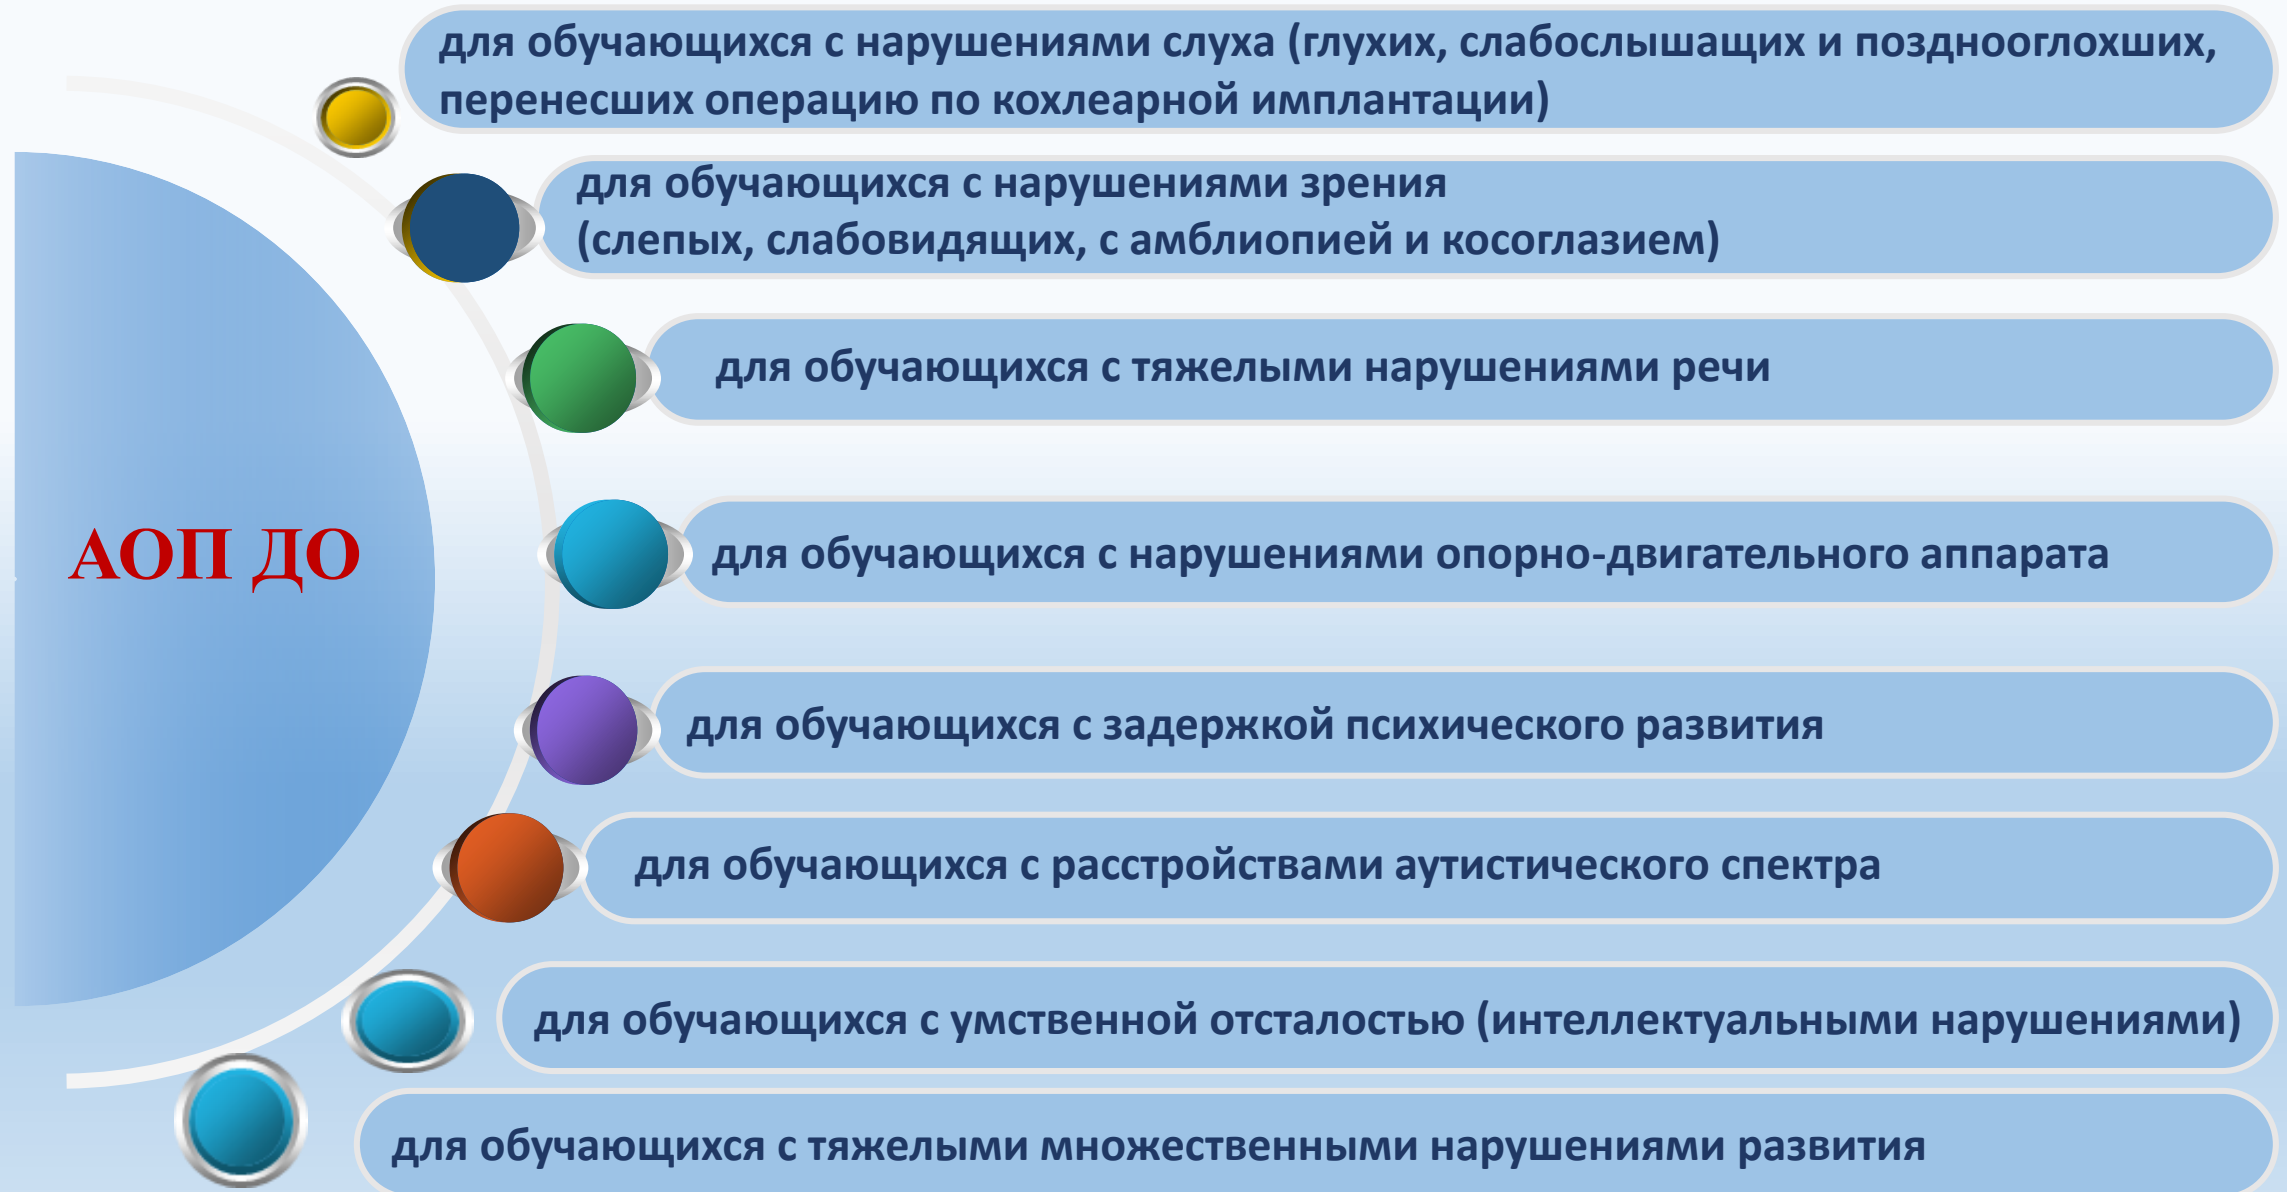 для обучающихся с нарушениями слуха (глухих, слабослышащих и позднооглохших,
перенесших операцию по кохлеарной имплантации)
для обучающихся с нарушениями зрения
(слепых, слабовидящих, с амблиопией и косоглазием)
для обучающихся с тяжелыми нарушениями речи
АОП ДО
для обучающихся с нарушениями опорно-двигательного аппарата
для обучающихся с задержкой психического развития
для обучающихся с расстройствами аутистического спектра
для обучающихся с умственной отсталостью (интеллектуальными нарушениями)
для обучающихся с тяжелыми множественными нарушениями развития